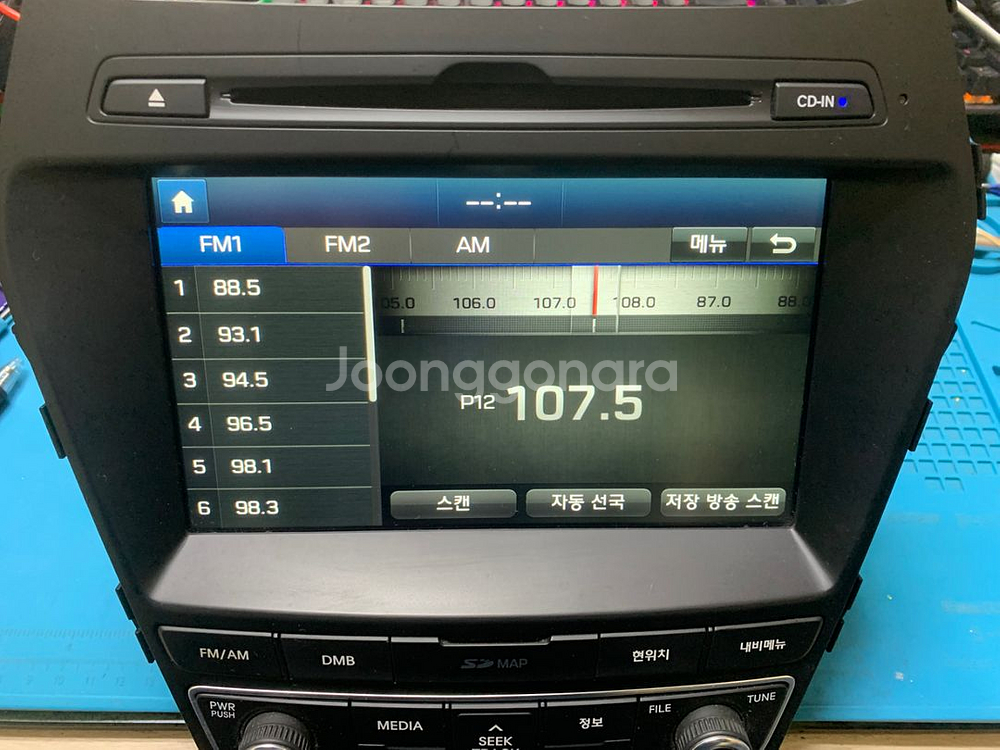 CD-IN
--:--
FM1 FM2 AM 메뉴
1 88.5
2 93.1
3 94.5
4 96.5
5 98.1
6 98.3
105.0 106.0 107.0 108.0 87.0 88.0
Joonggonara
P12 107.5
스캔 자동 선국 저장 방송 스캔
FM/AM DMB SD MAP 현위치 내비메뉴
PWR
PUSH
MEDIA
SEEK
TRACK
정보
FILE
TUNE